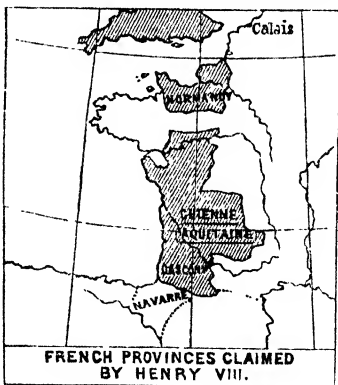 Calais
NORMANDY
GUIENNE
AQUITAINE
GASCONY
NAVARRE
FRENCH PROVINCES CLAIMED
BY HENRY VIII.